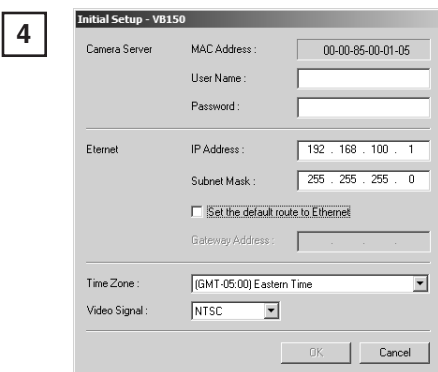 4
Initial Setup - VB150
Camera Server MAC Address : 00-00-85-00-01-05
User Name :
Password :
Eternet IP Address : 192 . 168 . 100 . 1
Subnet Mask : 255 . 255 . 255 . 0
Set the default route to Ethernet
Gateway Address : . . .
Time Zone : (GMT-05:00) Eastern Time
Video Signal : NTSC
OK Cancel